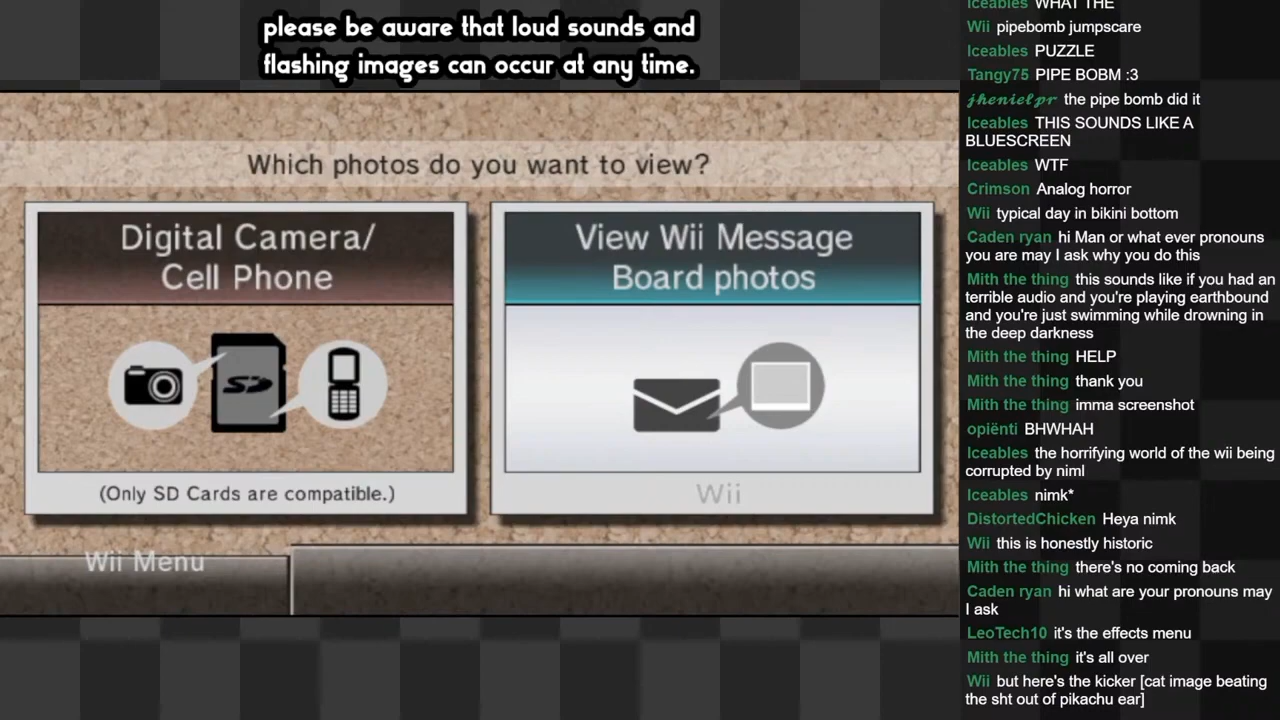 please be aware that loud sounds and
flashing images can occur at any time.
Which photos do you want to view?
Digital Camera/
Cell Phone
SD
(Only SD Cards are compatible.)
View Wii Message
Board photos
Wii
Wii Menu
Iceables WHAT THE
Wii pipebomb jumpscare
Iceables PUZZLE
Tangy75 PIPE BOBM :3
jhenielpr the pipe bomb did it
Iceables THIS SOUNDS LIKE A
BLUESCREEN
Iceables WTF
Crimson Analog horror
Wii typical day in bikini bottom
Caden ryan hi Man or what ever pronouns
you are may I ask why you do this
Mith the thing this sounds like if you had an
terrible audio and you're playing earthbound
and you're just swimming while drowning in
the deep darkness
Mith the thing HELP
Mith the thing thank you
Mith the thing imma screenshot
opiënti BHWHAH
Iceables the horrifying world of the wii being
corrupted by niml
Iceables nimk*
DistortedChicken Heya nimk
Wii this is honestly historic
Mith the thing there's no coming back
Caden ryan hi what are your pronouns may
I ask
LeoTech10 it's the effects menu
Mith the thing it's all over
Wii but here's the kicker [cat image beating
the sht out of pikachu ear]